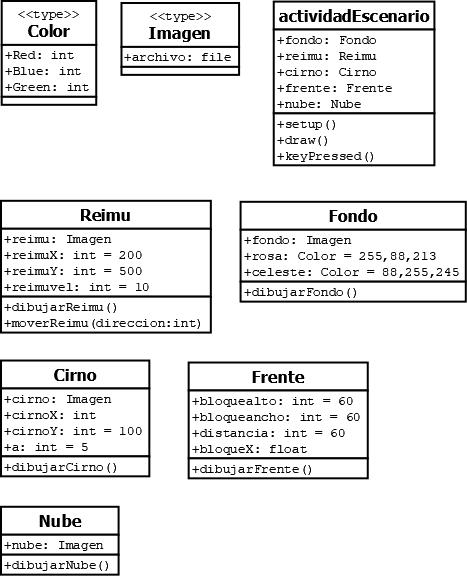 <<type>>
Color
+Red: int
+Blue: int
+Green: int
<<type>>
Imagen
+archivo: file
actividadEscenario
+fondo: Fondo
+reimu: Reimu
+cirno: Cirno
+frente: Frente
+nube: Nube
+setup()
+draw()
+keyPressed()
Reimu
+reimu: Imagen
+reimuX: int = 200
+reimuY: int = 500
+reimuvel: int = 10
+dibujarReimu()
+moverReimu(direccion:int)
Fondo
+fondo: Imagen
+rosa: Color = 255,88,213
+celeste: Color = 88,255,245
+dibujarFondo()
Cirno
+cirno: Imagen
+cirnoX: int
+cirnoY: int = 100
+a: int = 5
+dibujarCirno()
Frente
+bloquealto: int = 60
+bloqueancho: int = 60
+distancia: int = 60
+bloqueX: float
+dibujarFrente()
Nube
+nube: Imagen
+dibujarNube()